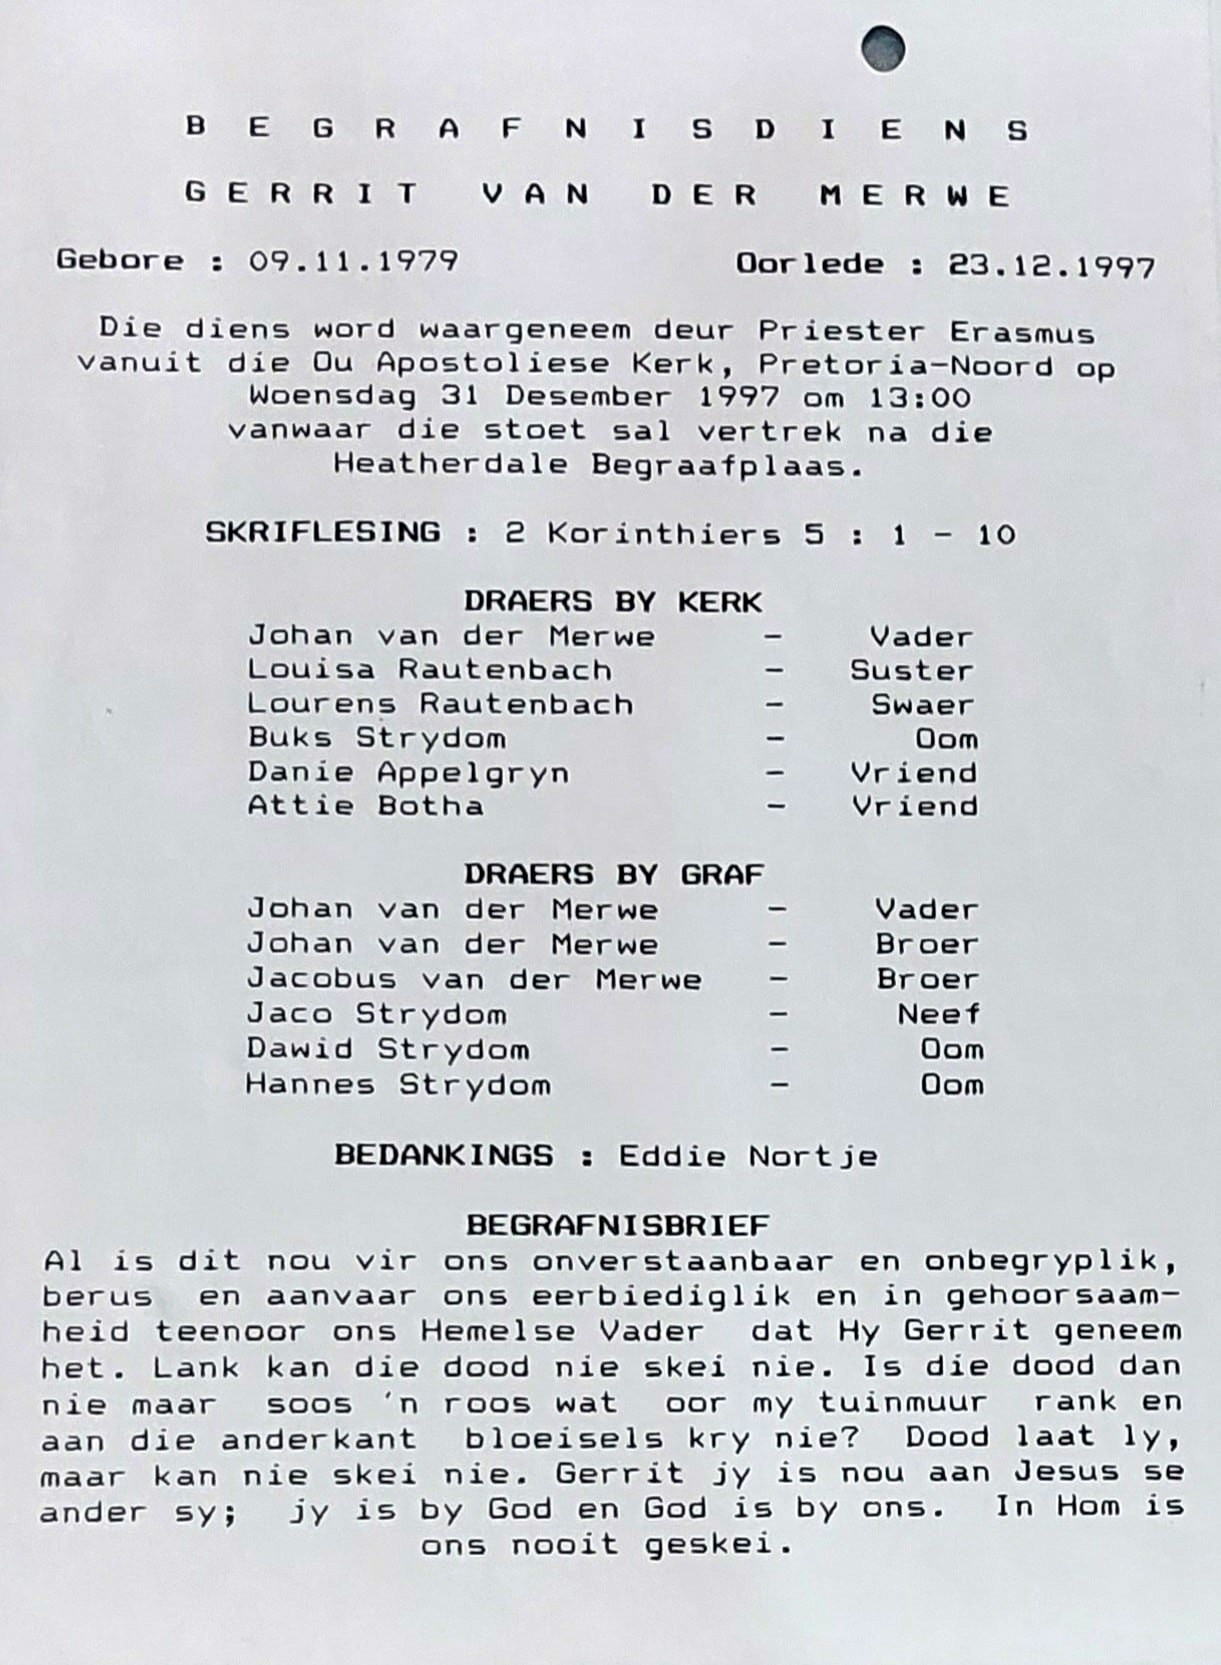 BEGRAFNISDIENS
GERRIT VAN DER MERWE
Gebore : 09.11.1979 Oorlede : 23.12.1997
Die diens word waargeneem deur Priester Erasmus
vanuit die Ou Apostoliese Kerk, Pretoria-Noord op
Woensdag 31 Desember 1997 om 13:00
vanwaar die stoet sal vertrek na die
Heatherdale Begraafplaas.
SKRIFLESING : 2 Korinthiers 5 : 1 - 10
DRAERS BY KERK
Johan van der Merwe - Vader
Louisa Rautenbach - Suster
Lourens Rautenbach - Swaer
Buks Strydom - Oom
Danie Appelgryn - Vriend
Attie Botha - Vriend
DRAERS BY GRAF
Johan van der Merwe - Vader
Johan van der Merwe - Broer
Jacobus van der Merwe - Broer
Jaco Strydom - Neef
Dawid Strydom - Oom
Hannes Strydom - Oom
BEDANKINGS : Eddie Nortje
BEGRAFNISBRIEF
Al is dit nou vir ons onverstaanbaar en onbegryplik,
berus en aanvaar ons eerbiediglik en in gehoorsaam-
heid teenoor ons Hemelse Vader dat Hy Gerrit geneem
het. Lank kan die dood nie skei nie. Is die dood dan
nie maar soos 'n roos wat oor my tuinmuur rank en
aan die anderkant bloeisels kry nie? Dood laat ly,
maar kan nie skei nie. Gerrit jy is nou aan Jesus se
ander sy; jy is by God en God is by ons. In Hom is
ons nooit geskei.